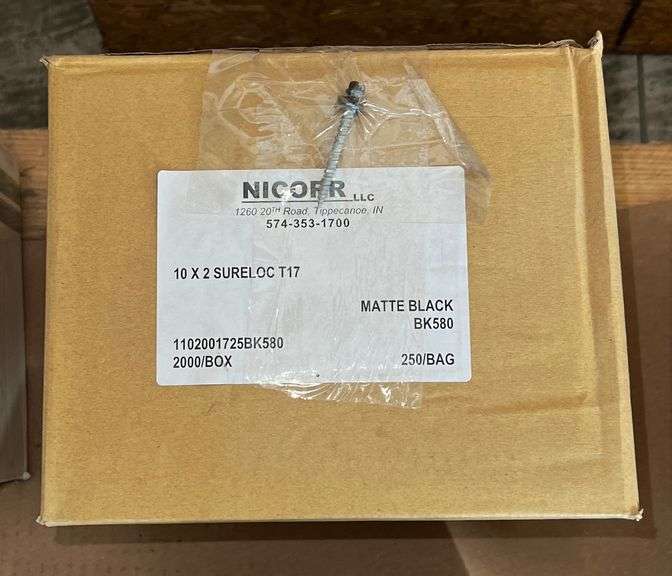 NICORR LLC
1260 20TH Road, Tippecanoe, IN
574-353-1700
10 X 2 SURELOC T17
MATTE BLACK
BK580
1102001725BK580
2000/BOX 250/BAG